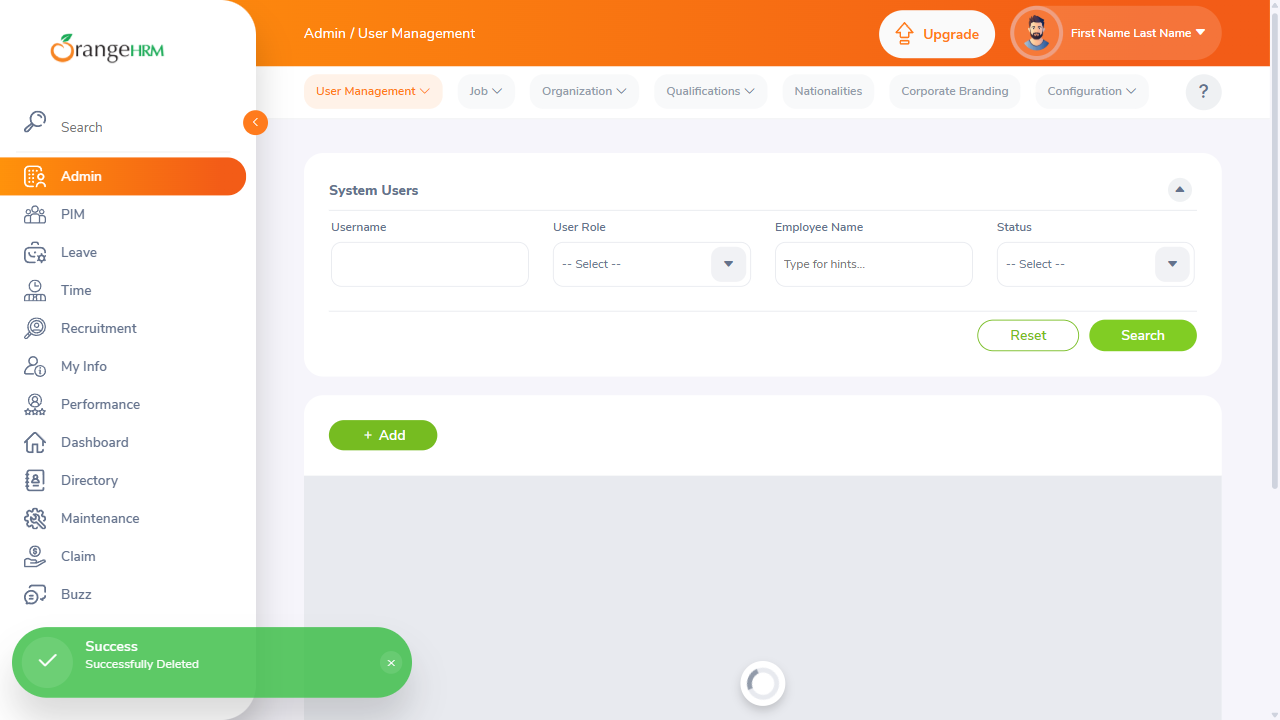 OrangeHRM
Admin / User Management
Upgrade
First Name Last Name
User Management
Job
Organization
Qualifications
Nationalities
Corporate Branding
Configuration
?
Search
Admin
PIM
Leave
Time
Recruitment
My Info
Performance
Dashboard
Directory
Maintenance
Claim
Buzz
System Users
Username
User Role
Employee Name
Status
-- Select --
Type for hints...
-- Select --
Reset
Search
+ Add
Success
Successfully Deleted